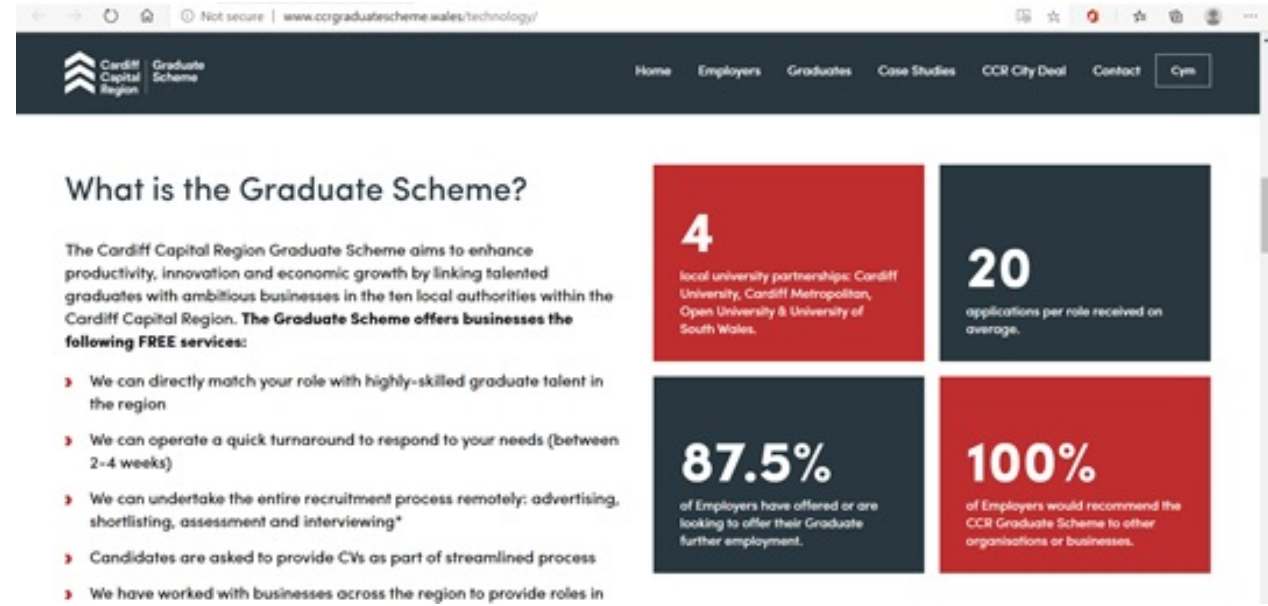 Not secure | www.ccrgraduatescheme.wales/technology/
Cardiff
Capital
Region
Graduate
Scheme
Home Employers Graduates Case Studies CCR City Deal Contact Cym
What is the Graduate Scheme?
The Cardiff Capital Region Graduate Scheme aims to enhance
productivity, innovation and economic growth by linking talented
graduates with ambitious businesses in the ten local authorities within the
Cardiff Capital Region. The Graduate Scheme offers businesses the
following FREE services:
We can directly match your role with highly-skilled graduate talent in
the region
We can operate a quick turnaround to respond to your needs (between
2-4 weeks)
We can undertake the entire recruitment process remotely: advertising,
shortlisting, assessment and interviewing*
Candidates are asked to provide CVs as part of streamlined process
We have worked with businesses across the region to provide roles in
4
local university partnerships: Cardiff
University, Cardiff Metropolitan,
Open University & University of
South Wales.
20
applications per role received on
average.
87.5%
of Employers have offered or are
looking to offer their Graduate
further employment.
100%
of Employers would recommend the
CCR Graduate Scheme to other
organisations or businesses.